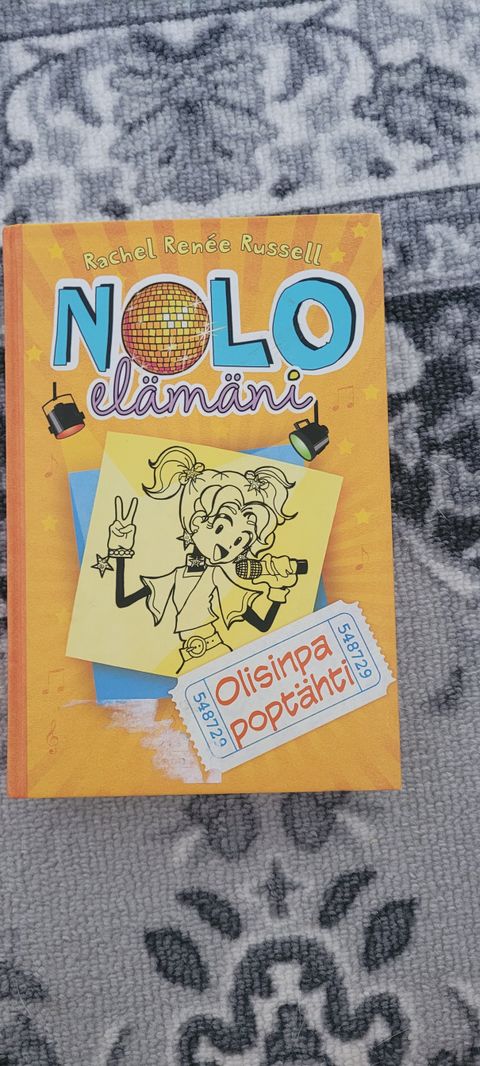 Rachel Renée Russell
NOLO
elämäni
Olisinpa
poptähti
548729
548729